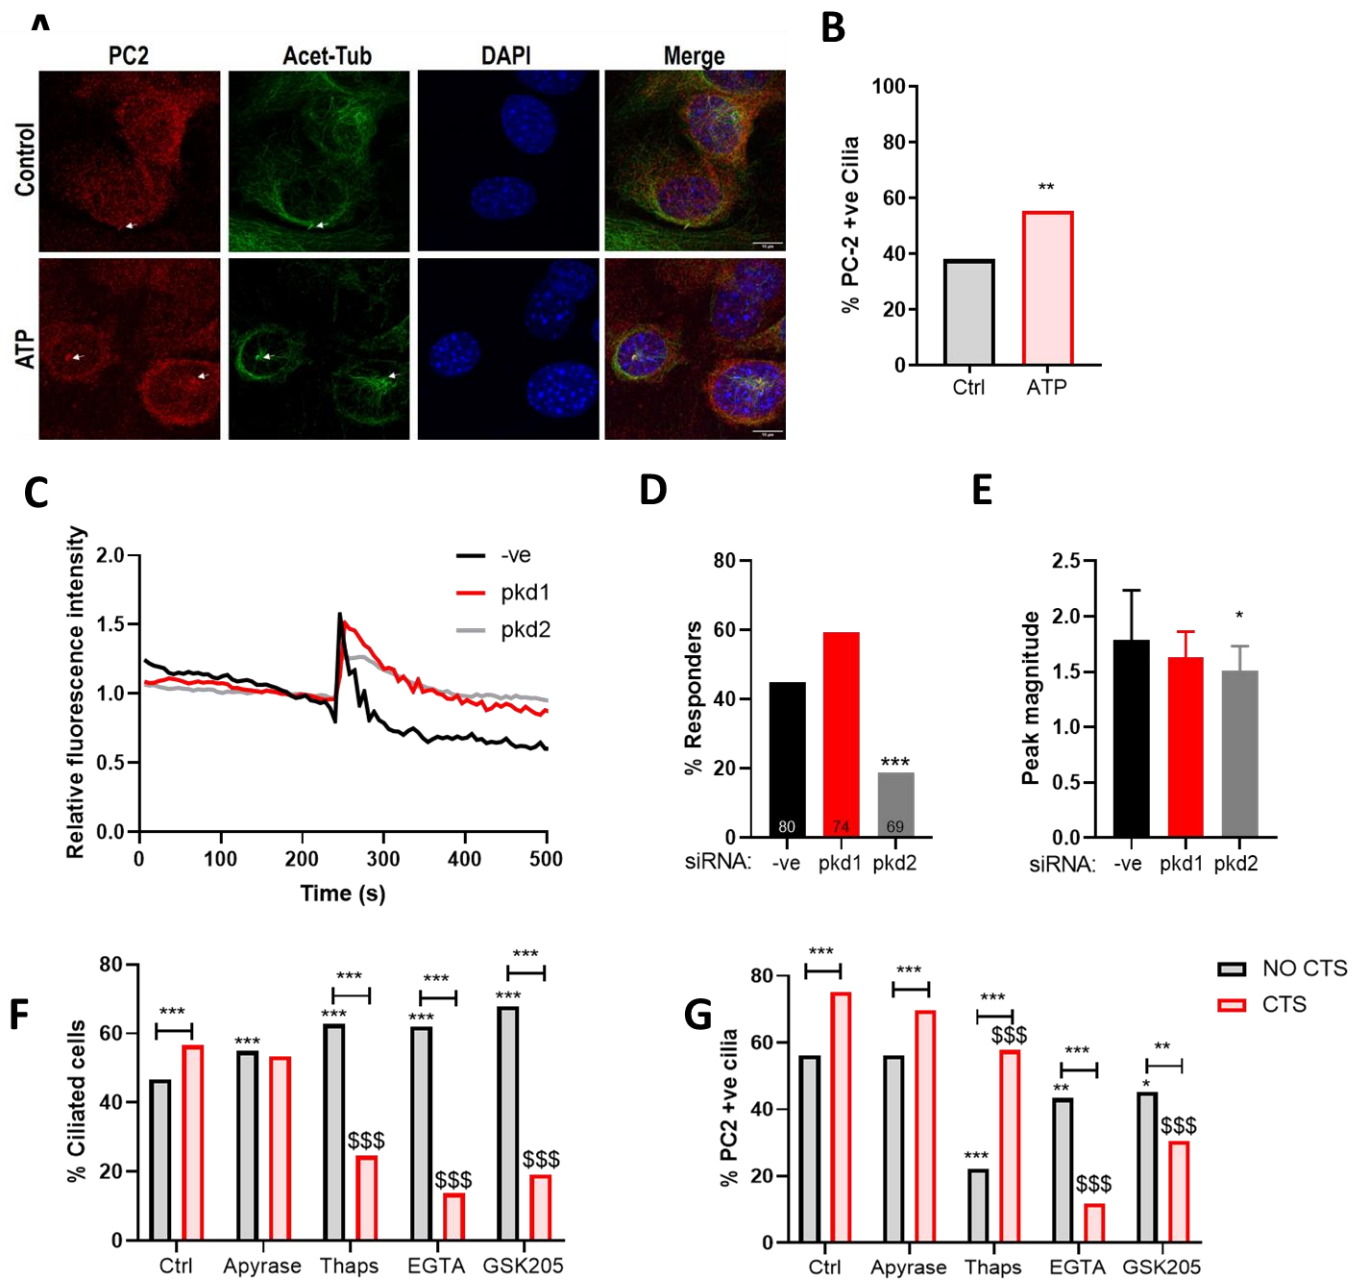 A
B
PC2 Acet-Tub DAPI Merge
Control
ATP
% PC-2 +ve Cilia
100
80
60
40
20
0
**
Ctrl ATP
C
D
E
Relative fluorescence intensity
2.0
1.5
1.0
0.5
0.0
-ve
pkd1
pkd2
0 100 200 300 400 500
Time (s)
% Responders
80
60
40
20
0
***
80 74 69
siRNA: -ve pkd1 pkd2
Peak magnitude
2.5
2.0
1.5
1.0
0.5
0.0
*
siRNA: -ve pkd1 pkd2
F
% Ciliated cells
80
60
40
20
0
*** *** *** *** ***
*** *** *** ***
$$$ $$$ $$$
Ctrl Apyrase Thaps EGTA GSK205
G
% PC2 +ve cilia
80
60
40
20
0
*** *** *** *** **
*** ** *
$$$ $$$ $$$
Ctrl Apyrase Thaps EGTA GSK205
NO CTS
CTS